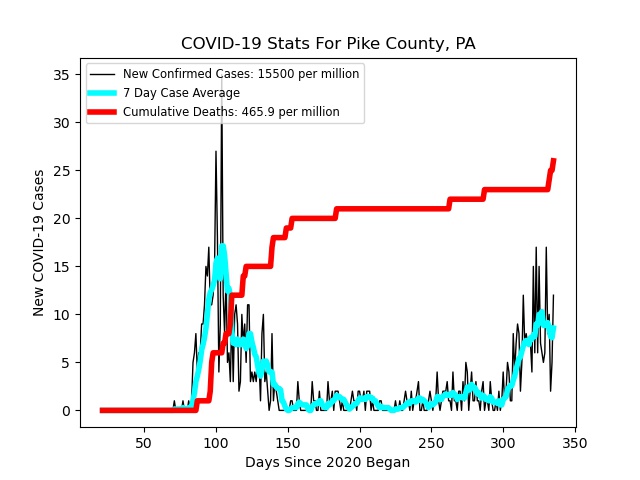 COVID-19 Stats For Pike County, PA
New Confirmed Cases: 15500 per million
7 Day Case Average
Cumulative Deaths: 465.9 per million
New COVID-19 Cases
35
30
25
20
15
10
5
0
50
100
150
200
250
300
350
Days Since 2020 Began